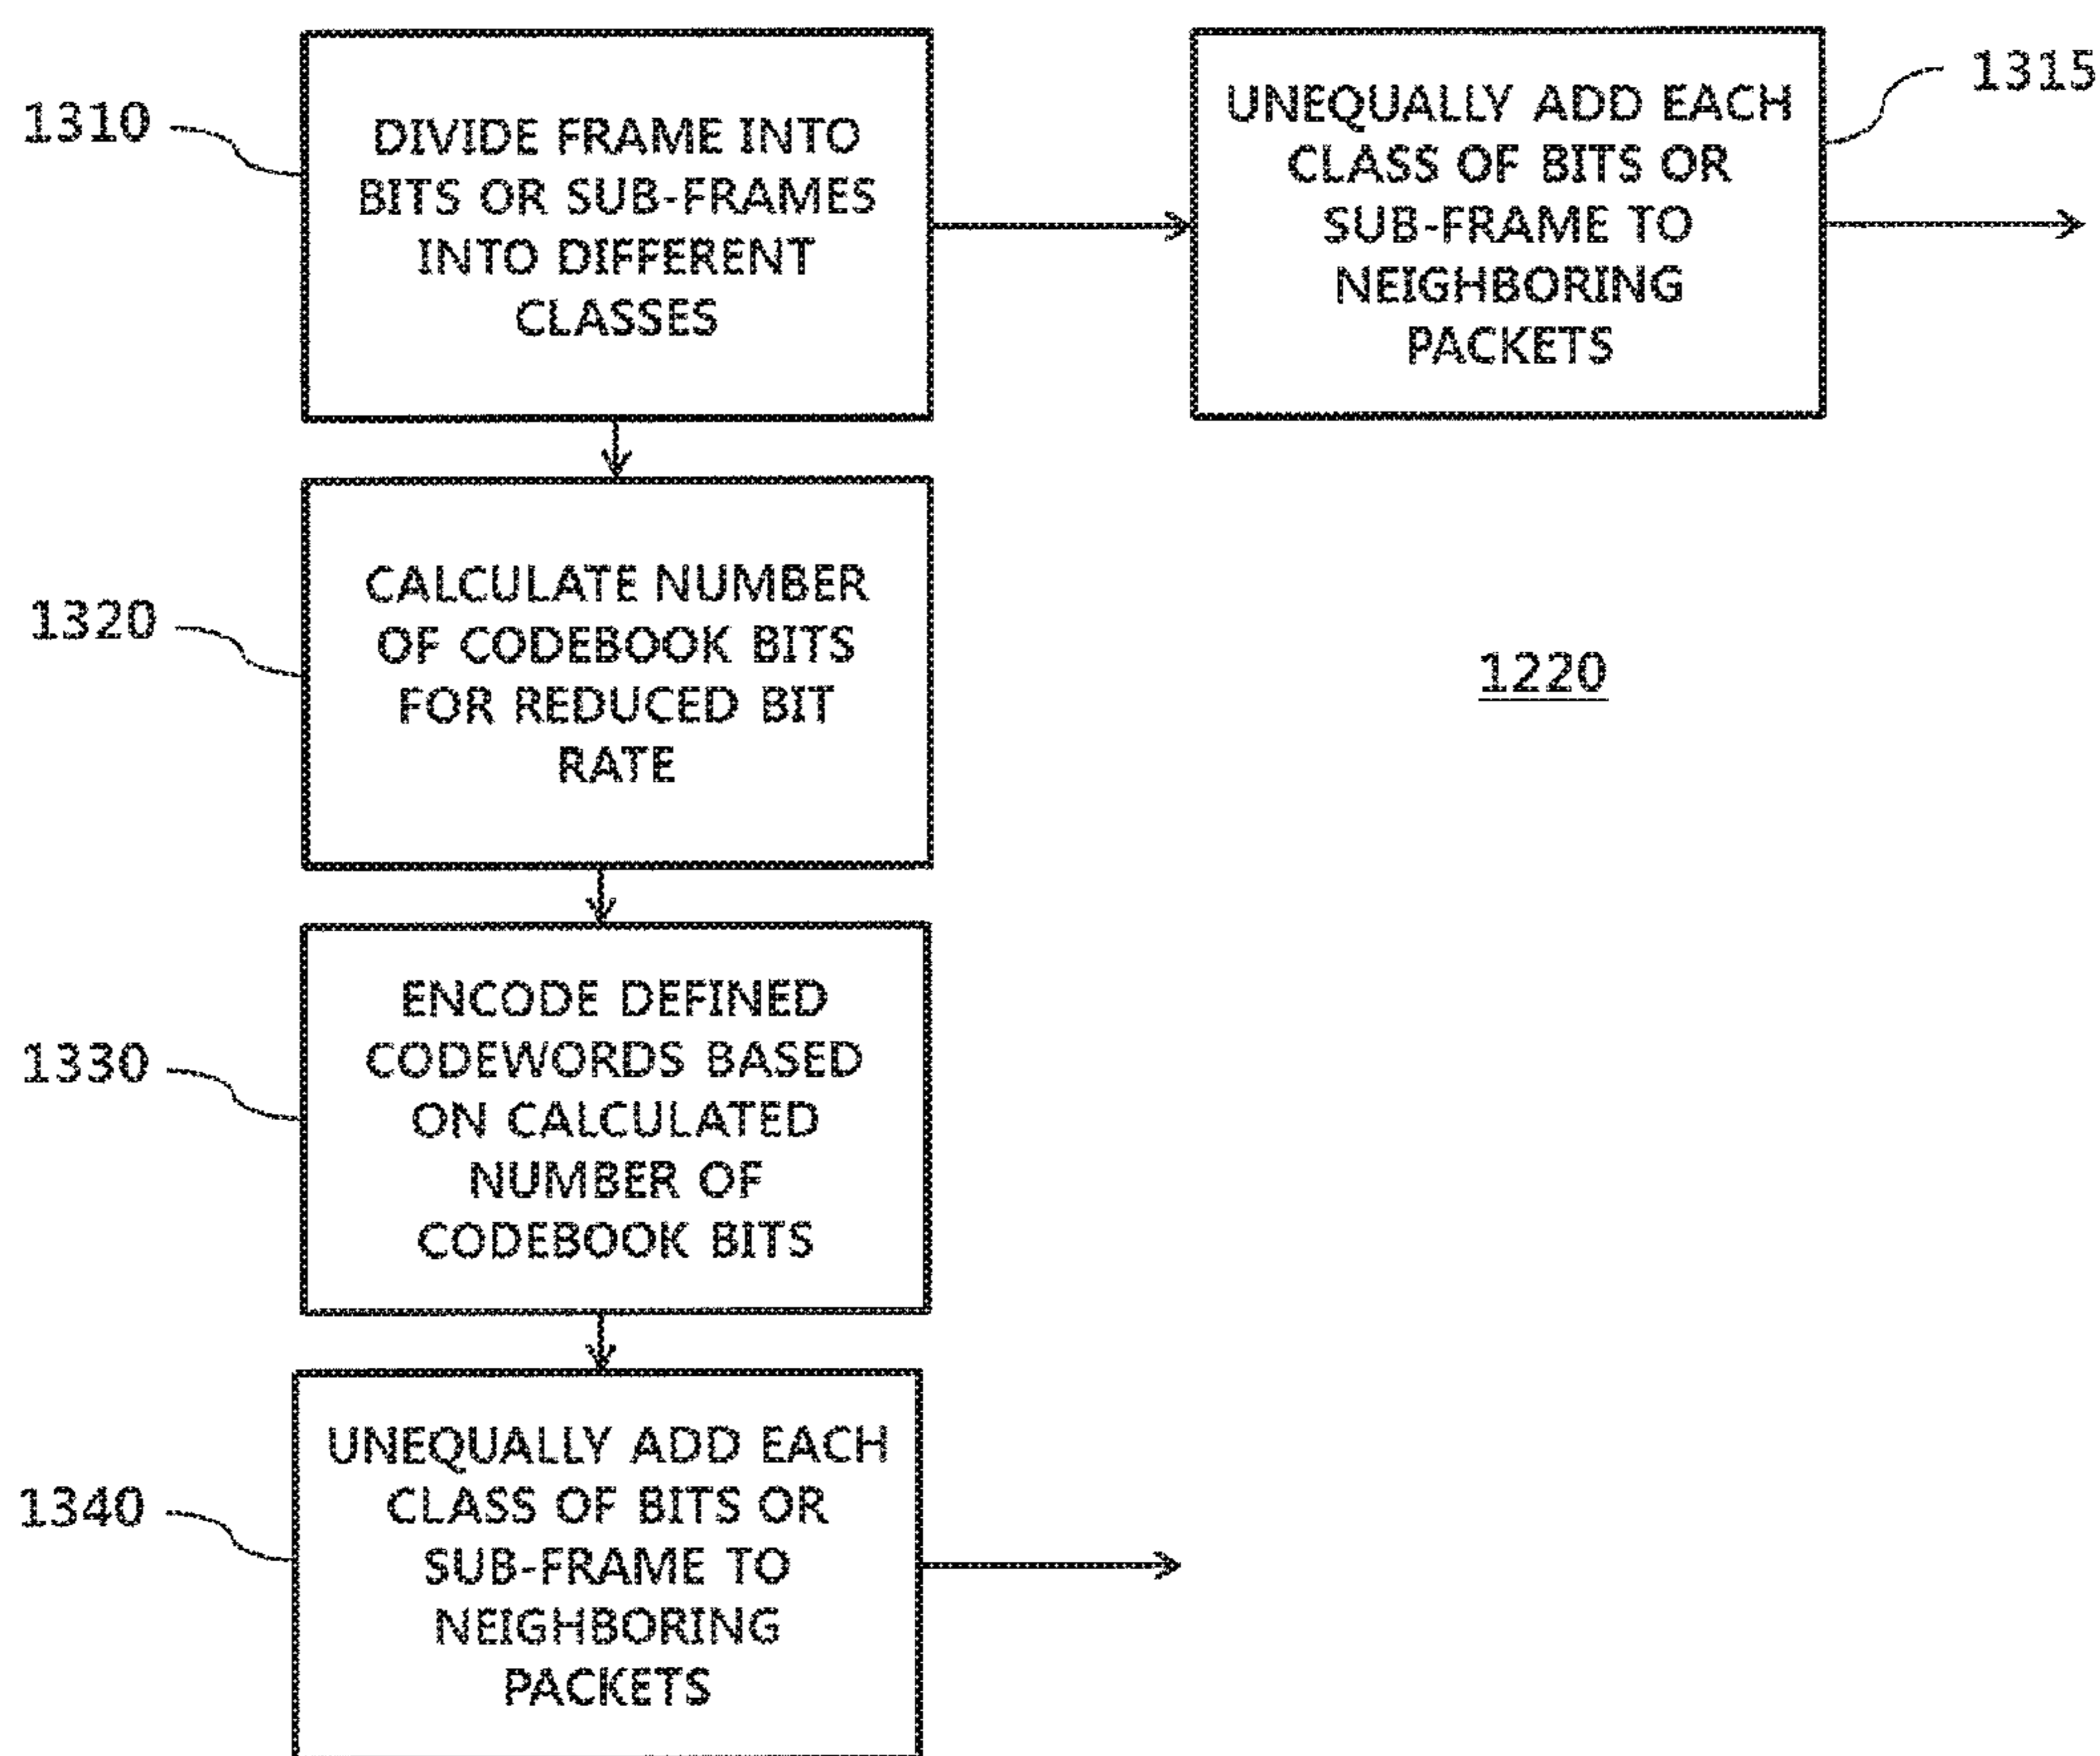 1310
DIVIDE FRAME INTO
BITS OR SUB-FRAMES
INTO DIFFERENT
CLASSES
UNEQUALLY ADD EACH
CLASS OF BITS OR
SUB-FRAME TO
NEIGHBORING
PACKETS
1315
1320
CALCULATE NUMBER
OF CODEBOOK BITS
FOR REDUCED BIT
RATE
1220
1330
ENCODE DEFINED
CODEWORDS BASED
ON CALCULATED
NUMBER OF
CODEBOOK BITS
1340
UNEQUALLY ADD EACH
CLASS OF BITS OR
SUB-FRAME TO
NEIGHBORING
PACKETS